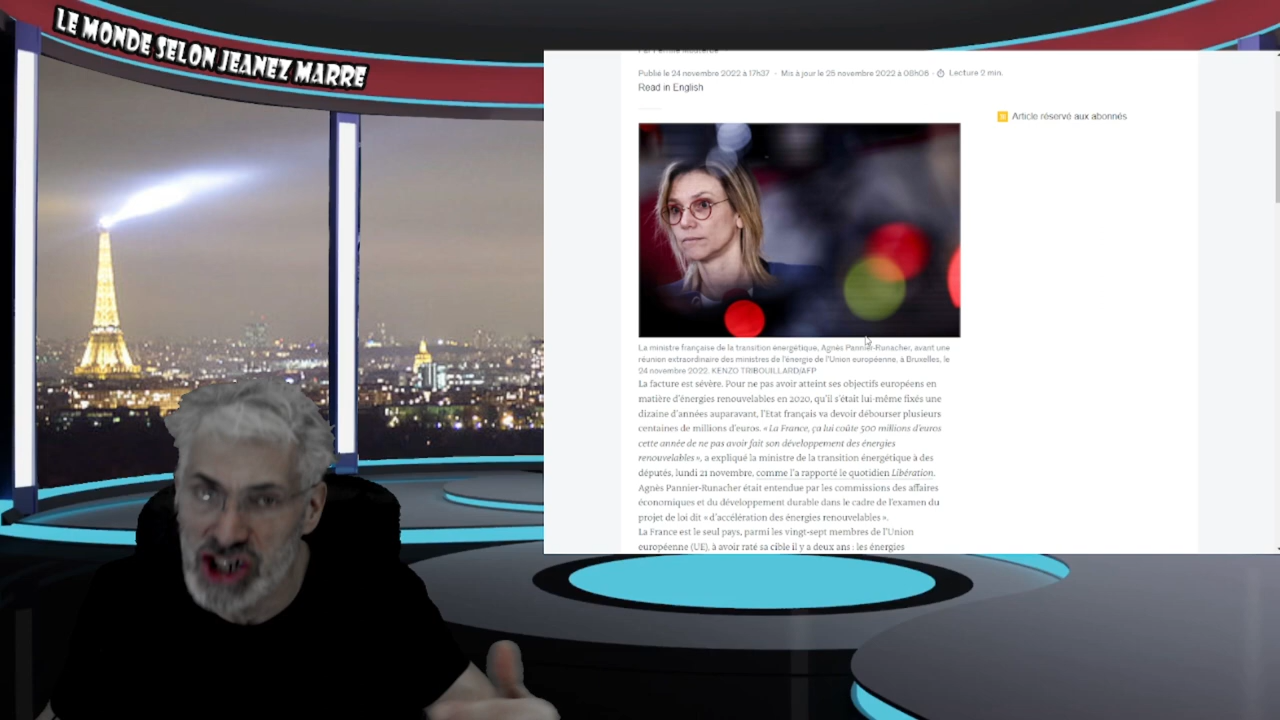 LE MONDE SELON JEANEZ MARRE
Publié le 24 novembre 2022 à 17h37 · Mis à jour le 25 novembre 2022 à 06h06 · Lecture 2 min.
Read in English
Article réservé aux abonnés
La ministre française de la transition énergétique, Agnès Pannier-Runacher, avant une
réunion extraordinaire des ministres de l'énergie de l'Union européenne, à Bruxelles, le
24 novembre 2022. KENZO TRIBOUILLARD/AFP
La facture est sévère. Pour ne pas avoir atteint ses objectifs européens en
matière d'énergies renouvelables en 2020, qu'il s'était lui-même fixés une
dizaine d'années auparavant, l'Etat français va devoir débourser plusieurs
centaines de millions d'euros. « La France, ça lui coûte 500 millions d'euros
cette année de ne pas avoir fait son développement des énergies
renouvelables », a expliqué la ministre de la transition énergétique à des
députés, lundi 21 novembre, comme l'a rapporté le quotidien Libération.
Agnès Pannier-Runacher était entendue par les commissions des affaires
économiques et du développement durable dans le cadre de l'examen du
projet de loi dit « d'accélération des énergies renouvelables ».
La France est le seul pays, parmi les vingt-sept membres de l'Union
européenne (UE), à avoir raté sa cible il y a deux ans : les énergies